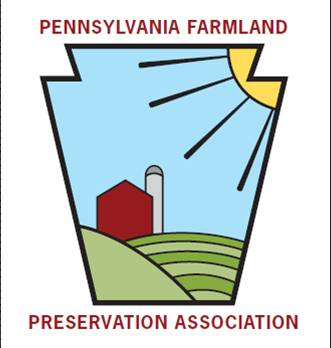 PENNSYLVANIA FARMLAND
PRESERVATION ASSOCIATION